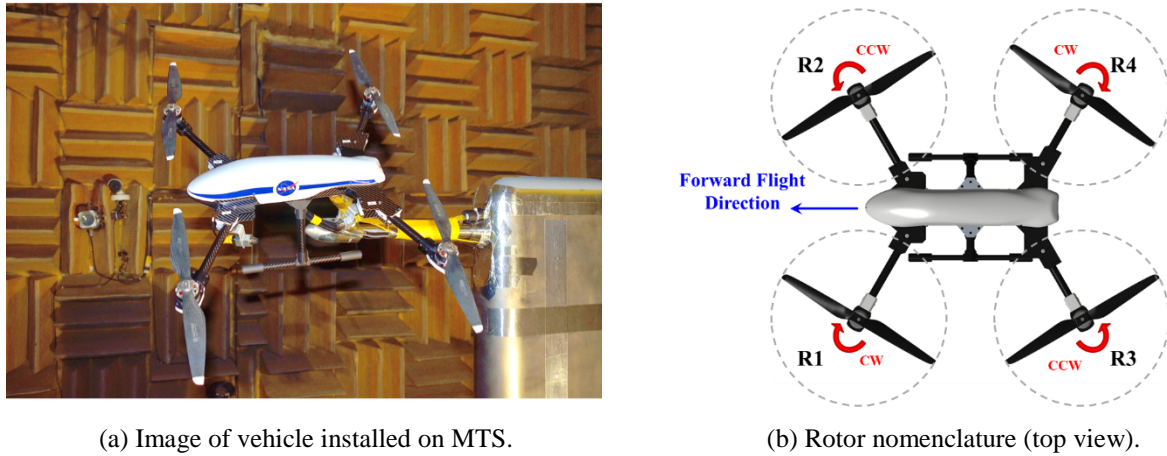 NASA
R2
CCW
CW
R4
Forward Flight
Direction
R1
CW
CCW
R3
(a) Image of vehicle installed on MTS.
(b) Rotor nomenclature (top view).